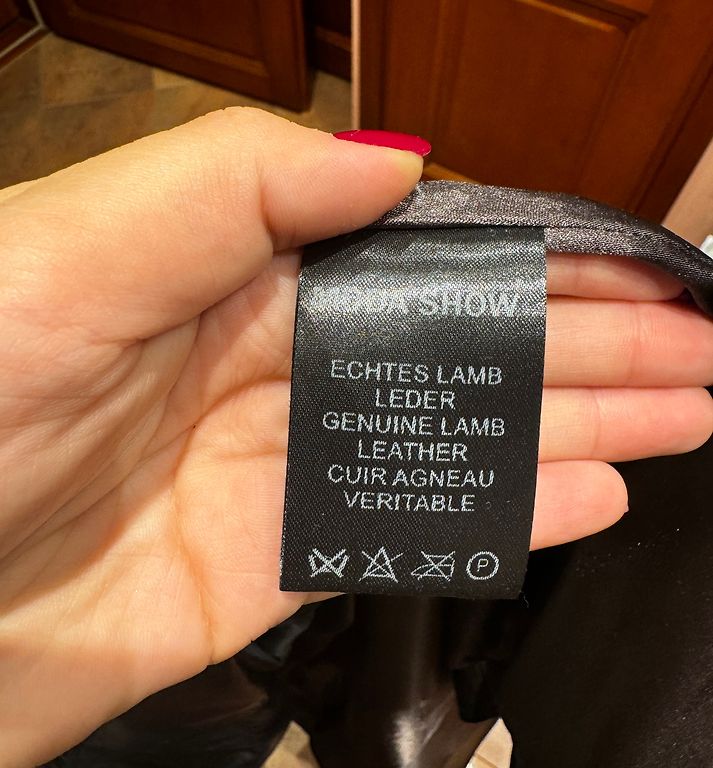 MODA SHOW
ECHTES LAMB
LEDER
GENUINE LAMB
LEATHER
CUIR AGNEAU
VERITABLE
P